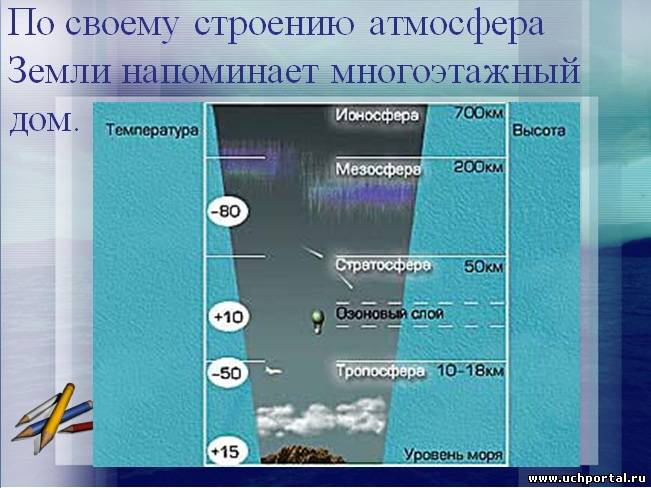 По своему строению атмосфера
Земли напоминает многоэтажный
дом.
Температура
Ионосфера 700км
Высота
Мезосфера 200км
-80
Стратосфера 50км
+10
Озоновый слой
-50
Тропосфера 10-18км
+15
Уровень моря
www.uchportal.ru